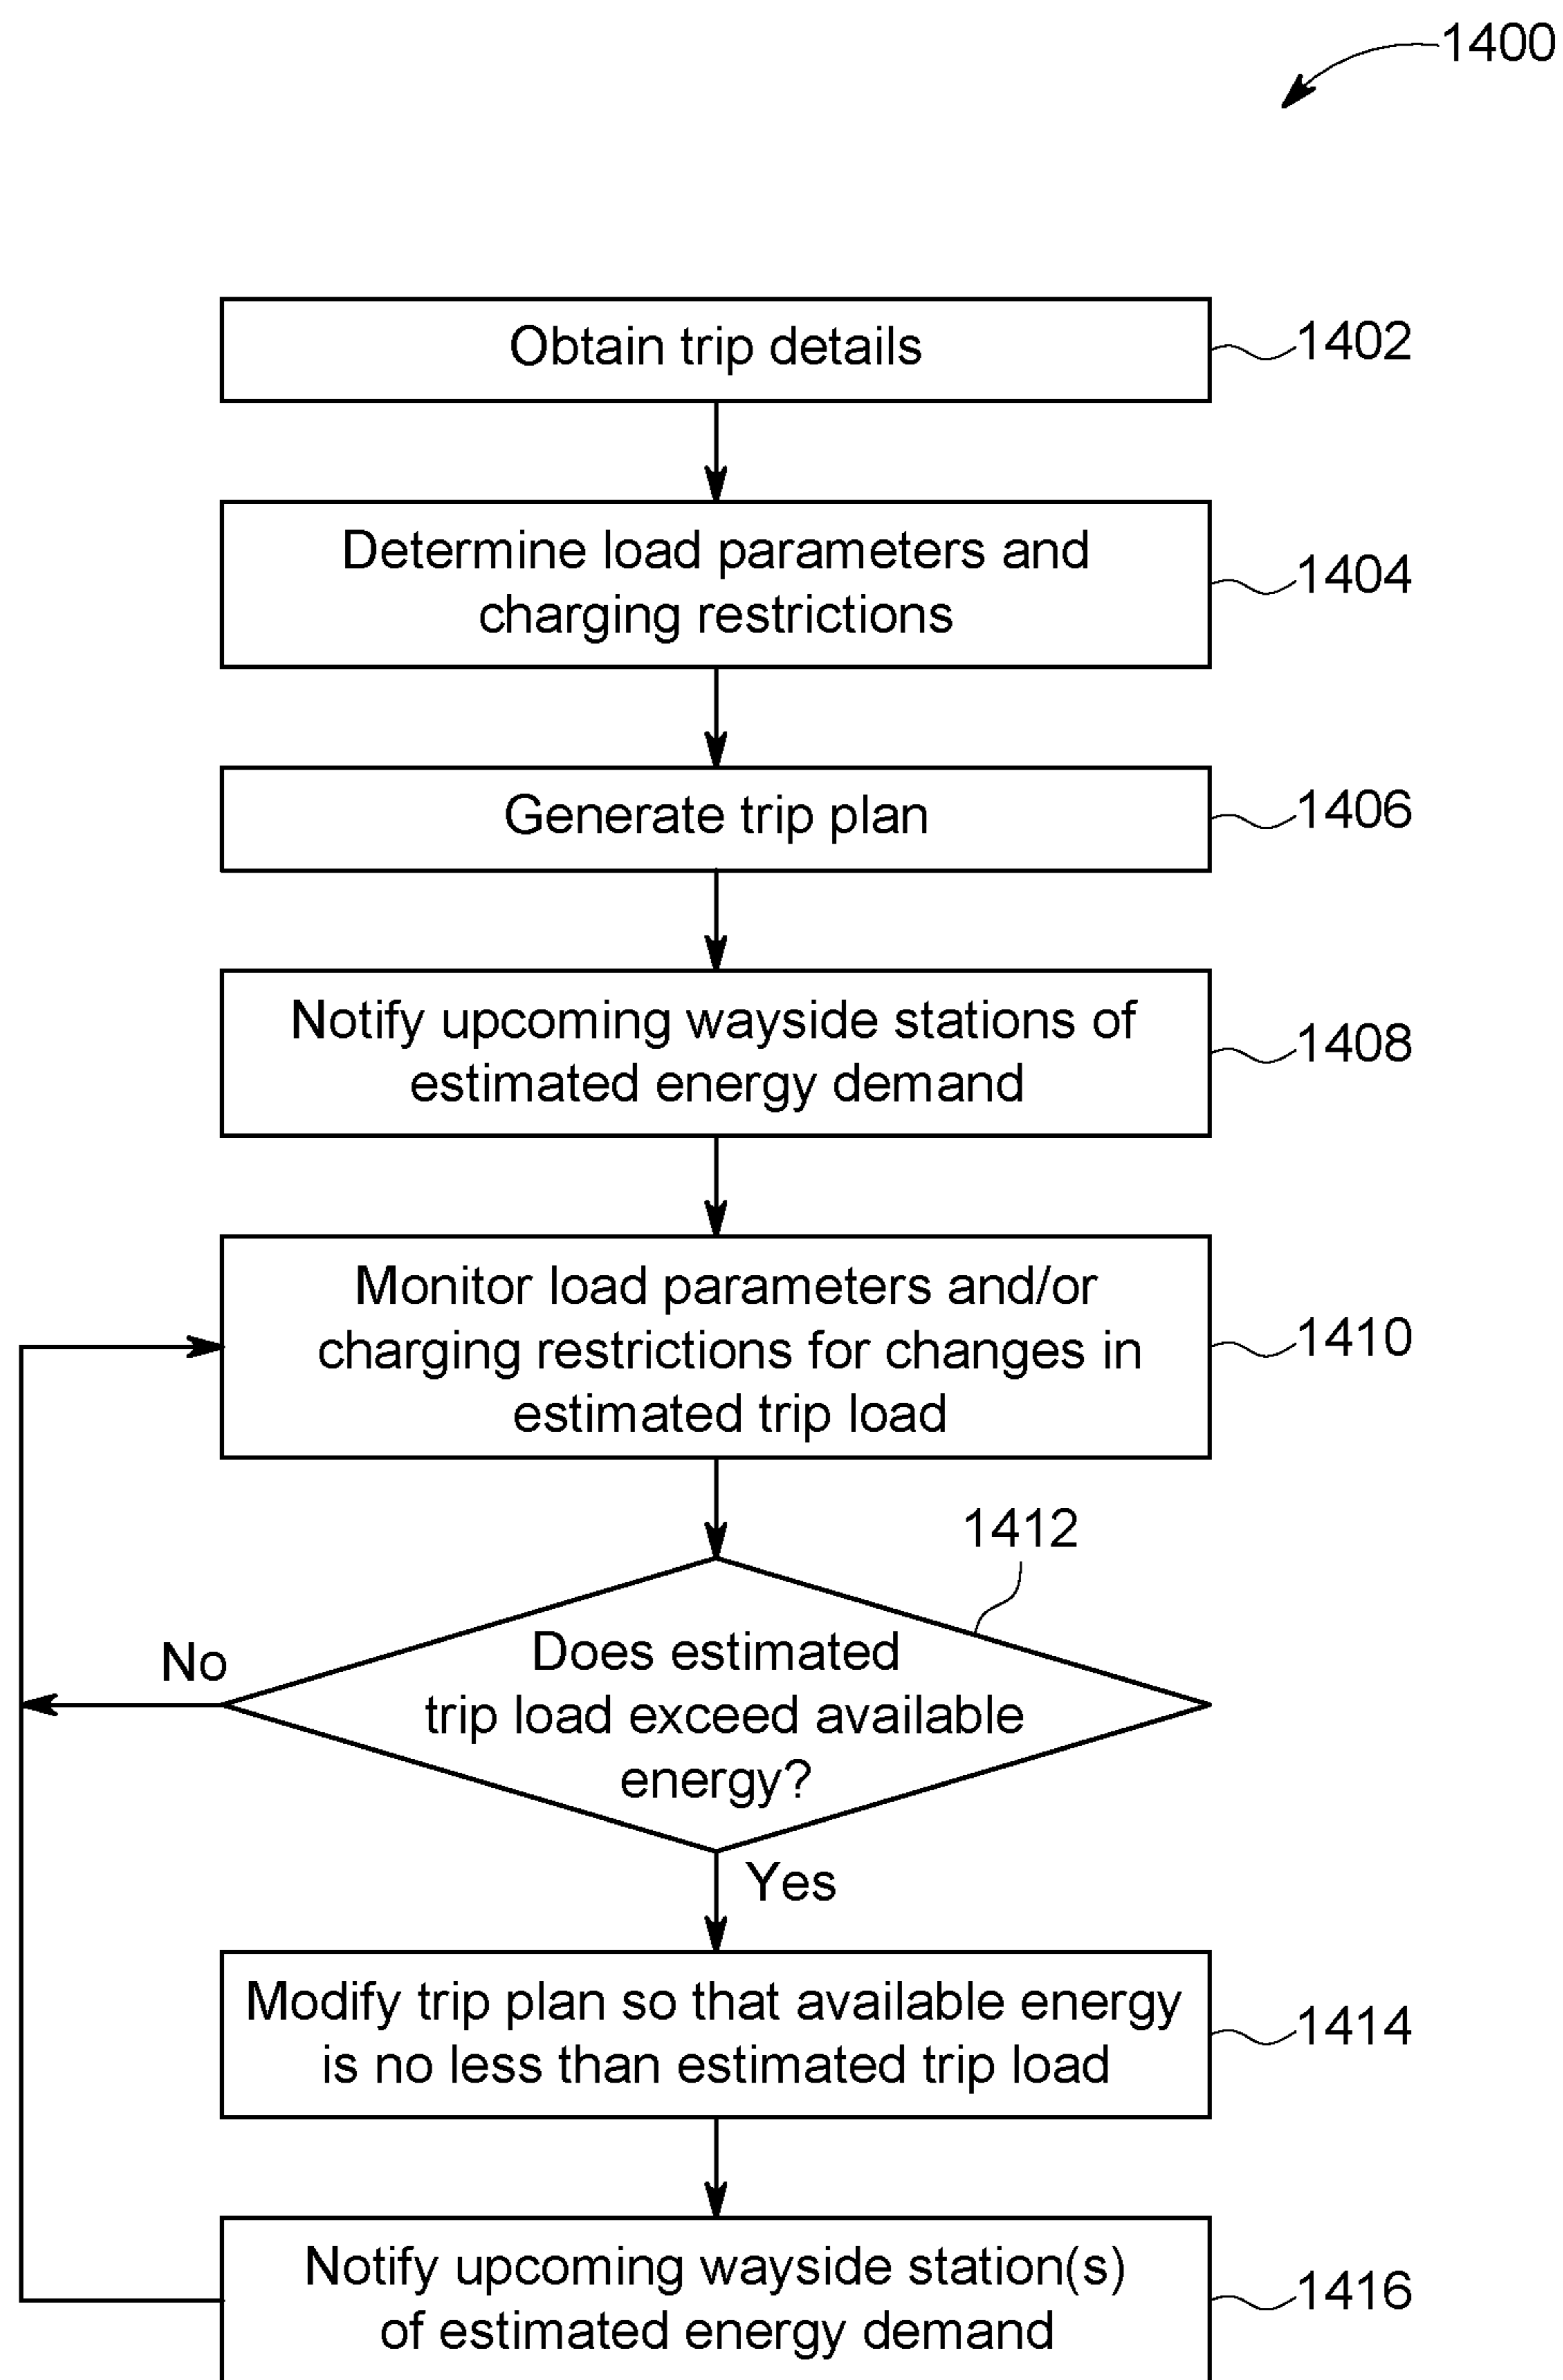 1400
Obtain trip details
1402
Determine load parameters and
charging restrictions
1404
Generate trip plan
1406
Notify upcoming wayside stations of
estimated energy demand
1408
Monitor load parameters and/or
charging restrictions for changes in
estimated trip load
1410
1412
Does estimated
trip load exceed available
energy?
No
Yes
Modify trip plan so that available energy
is no less than estimated trip load
1414
Notify upcoming wayside station(s)
of estimated energy demand
1416